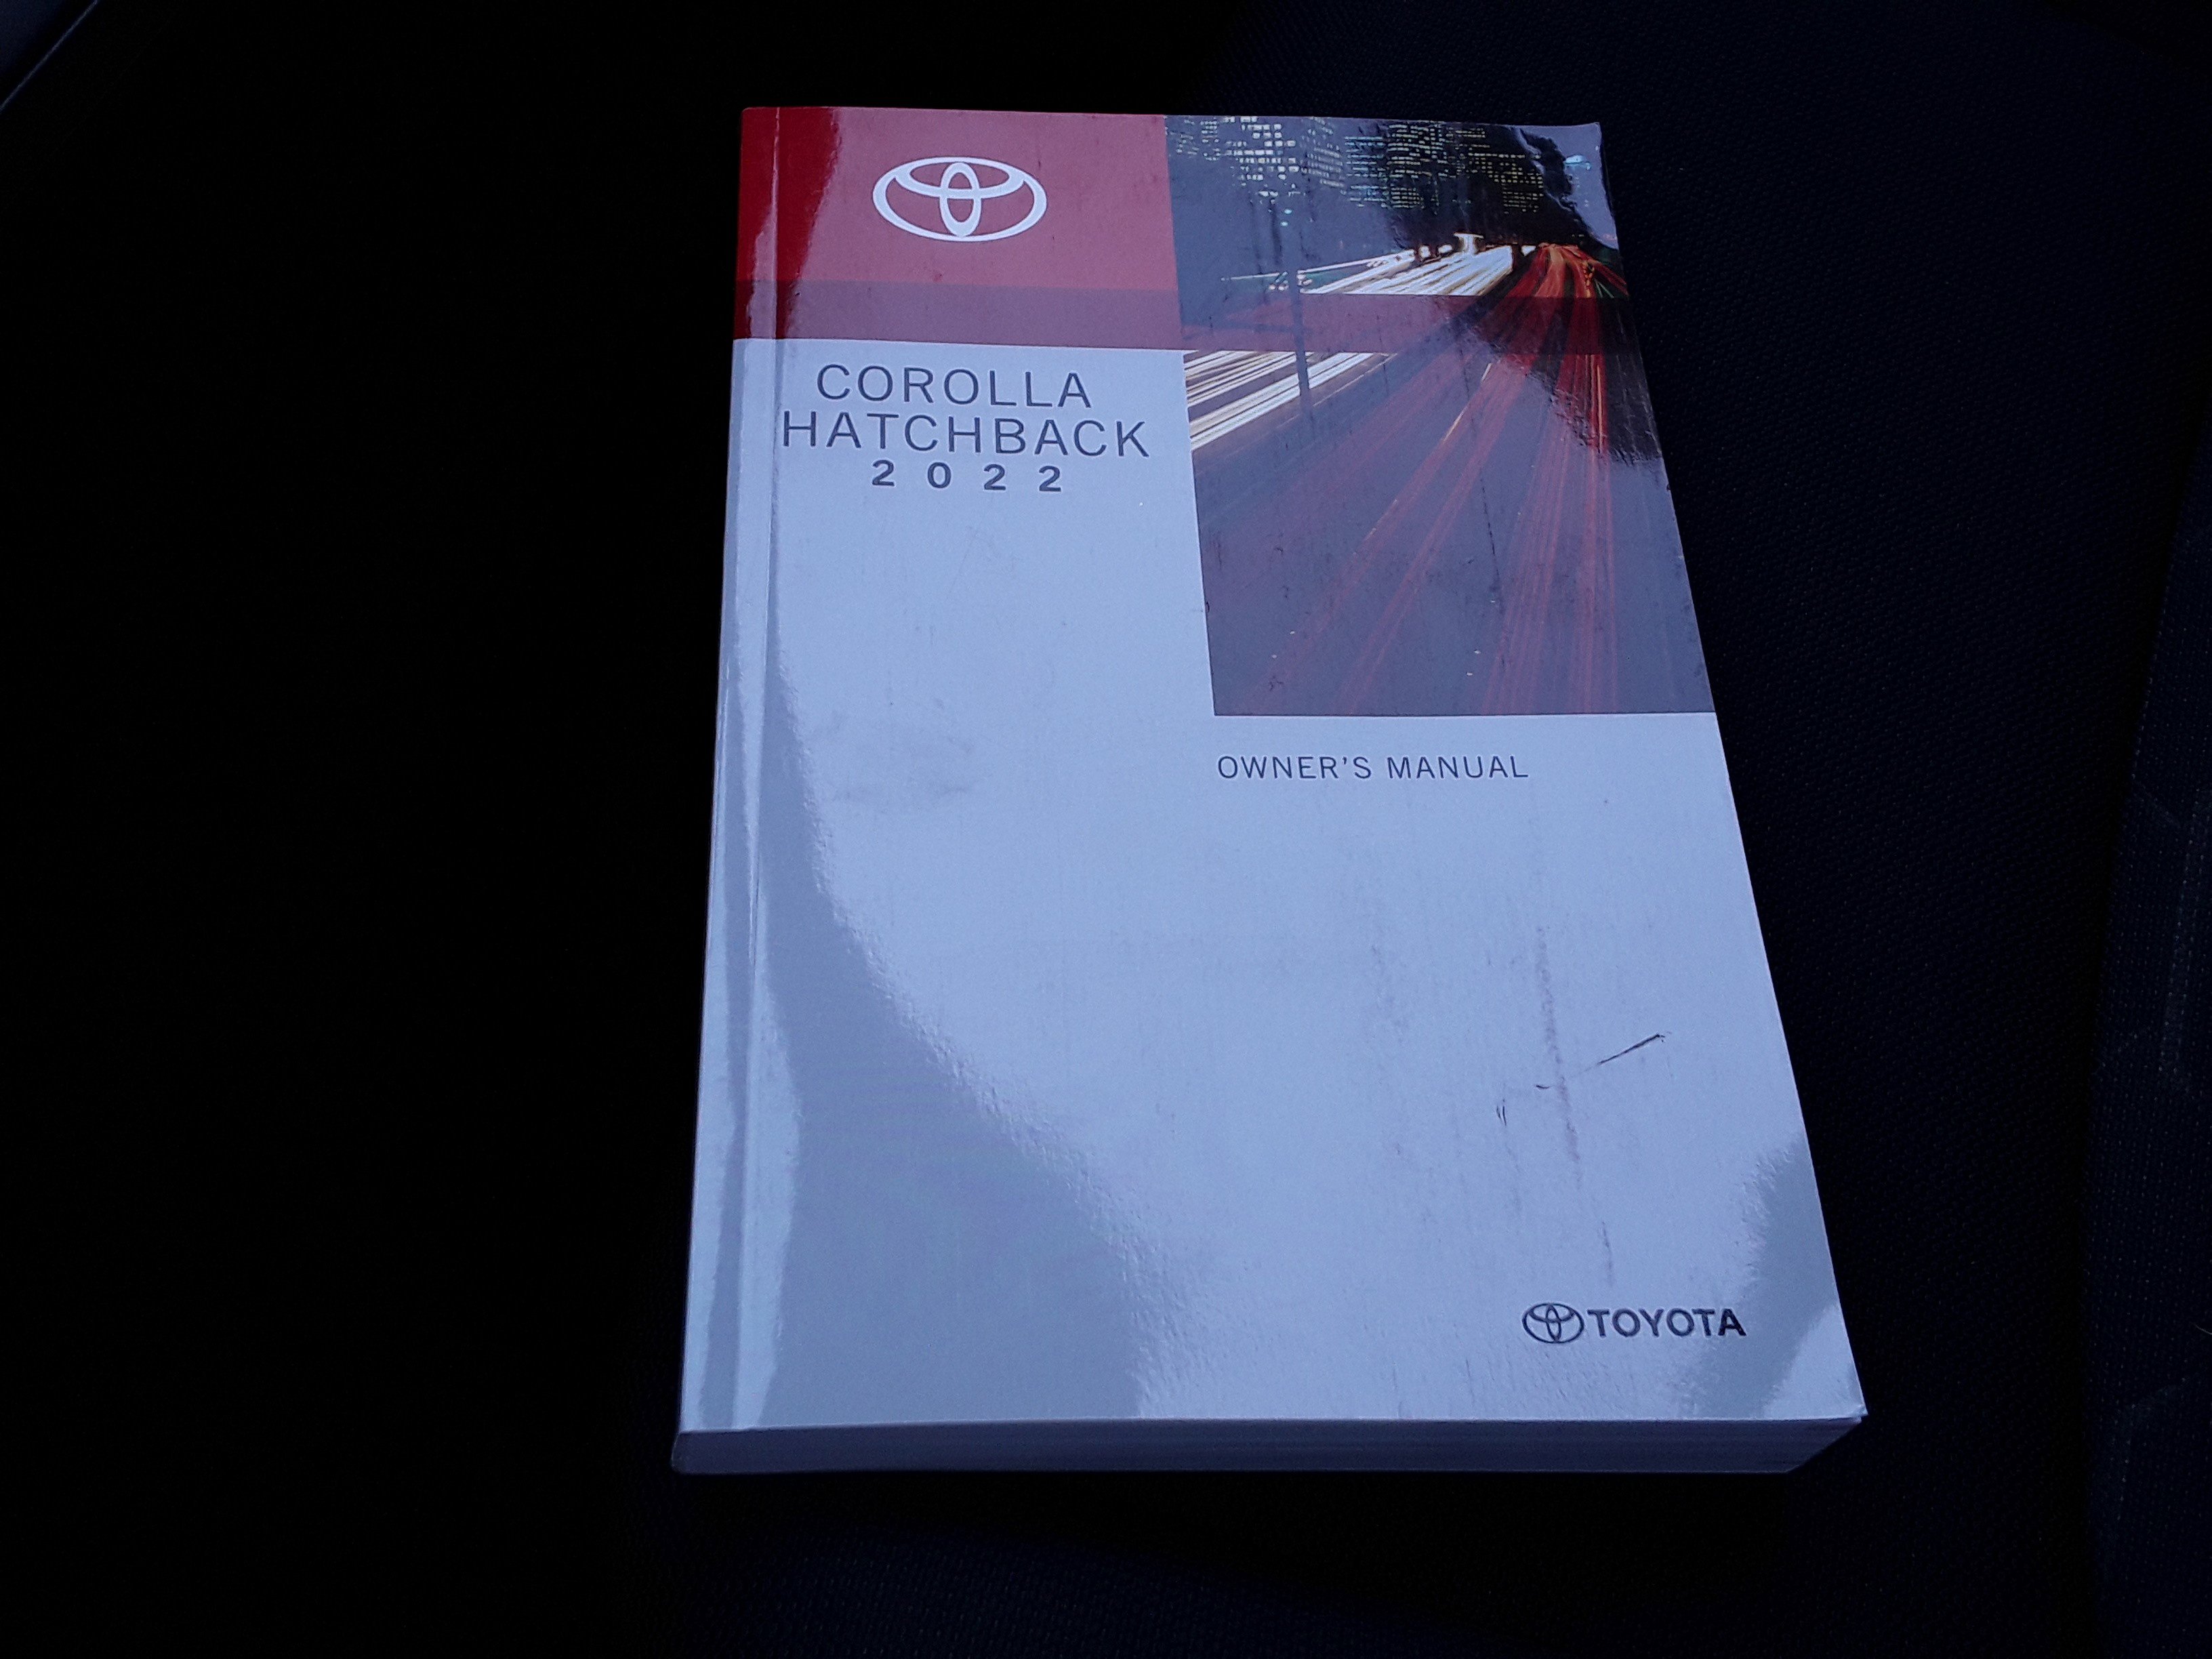 COROLLA
HATCHBACK
2022
OWNER'S MANUAL
TOYOTA